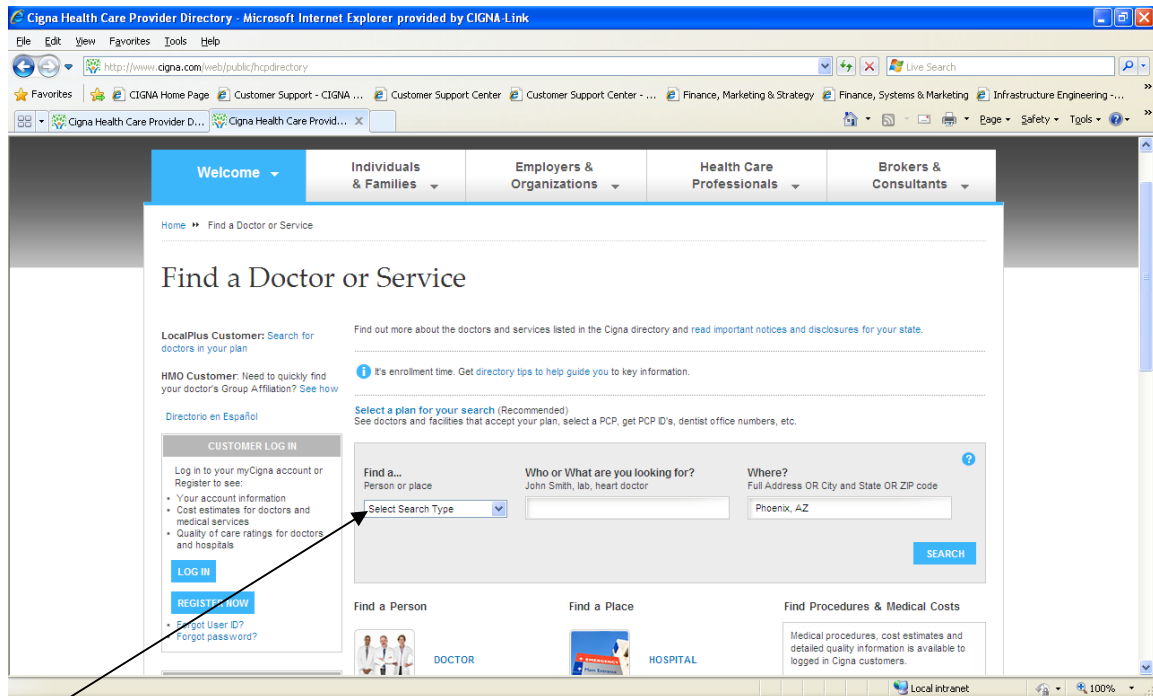 Cigna Health Care Provider Directory - Microsoft Internet Explorer provided by CIGNA-Link
File Edit View Favorites Tools Help
http://www.cigna.com/web/public/hcpdirectory
Live Search
Favorites CIGNA Home Page Customer Support - CIGNA ... Customer Support Center Customer Support Center - ... Finance, Marketing & Strategy Finance, Systems & Marketing Infrastructure Engineering -...
Cigna Health Care Provider D... Cigna Health Care Provid... Page Safety Tools
Welcome
Individuals
& Families
Employers &
Organizations
Health Care
Professionals
Brokers &
Consultants
Home Find a Doctor or Service
Find a Doctor or Service
LocalPlus Customer: Search for
doctors in your plan
HMO Customer: Need to quickly find
your doctor's Group Affiliation? See how
Directorio en Español
CUSTOMER LOG IN
Log in to your myCigna account or
Register to see:
• Your account information
• Cost estimates for doctors and
medical services
• Quality of care ratings for doctors
and hospitals
LOG IN
REGISTER NOW
• Forgot User ID?
• Forgot password?
Find out more about the doctors and services listed in the Cigna directory and read important notices and disclosures for your state.
It's enrollment time. Get directory tips to help guide you to key information.
Select a plan for your search (Recommended)
See doctors and facilities that accept your plan, select a PCP, get PCP ID's, dentist office numbers, etc.
Find a...
Person or place
Select Search Type
Who or What are you looking for?
John Smith, lab, heart doctor
Where?
Full Address OR City and State OR ZIP code
Phoenix, AZ
SEARCH
Find a Person
DOCTOR
Find a Place
EMERGENCY
Main Entrance
HOSPITAL
Find Procedures & Medical Costs
Medical procedures, cost estimates and
detailed quality information is available to
logged in Cigna customers.
Local intranet 100%